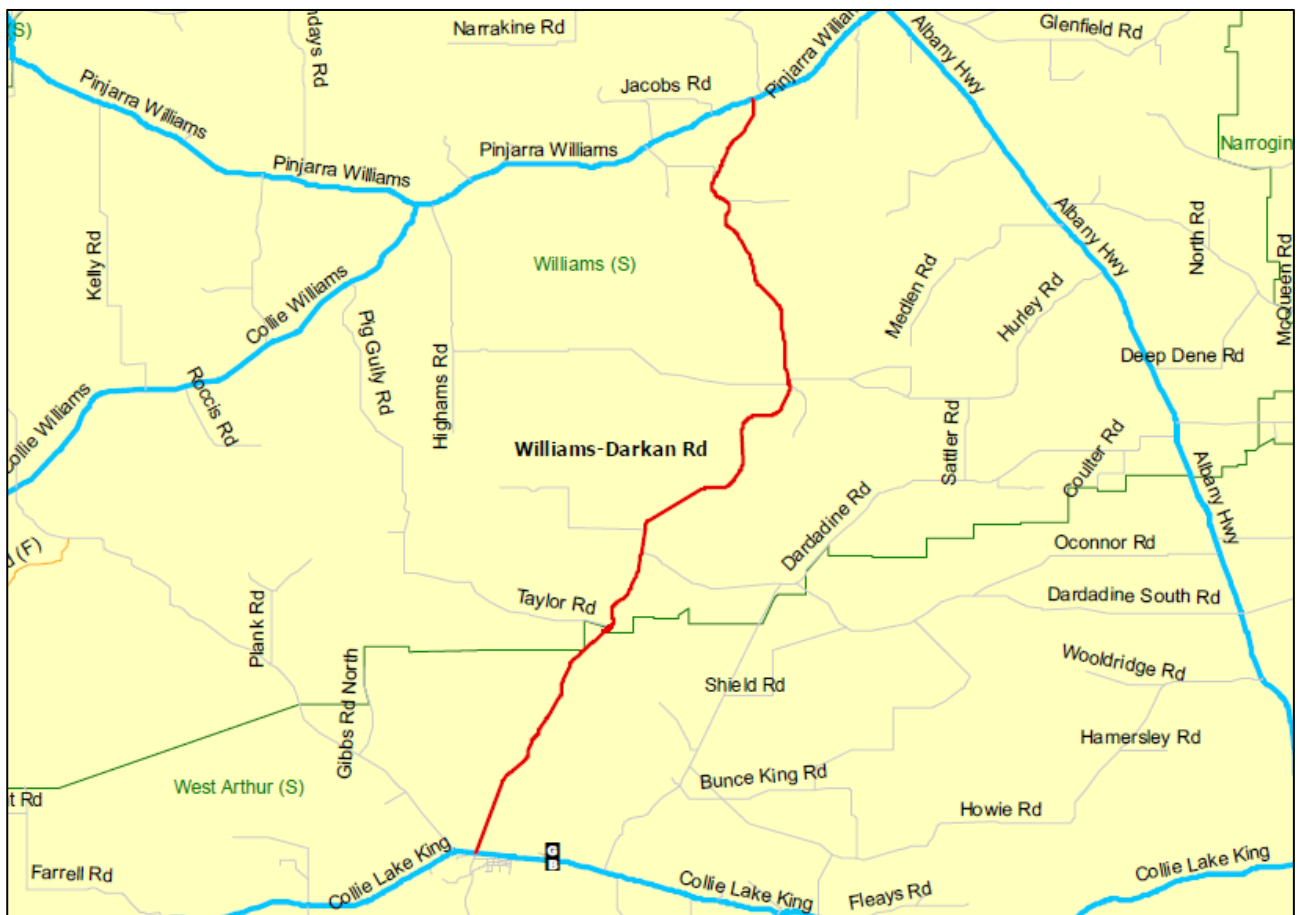 (S)
ndays Rd
Narrakine Rd
Pinjarra William
Albany Hwy
Glenfield Rd
Jacobs Rd
Pinjarra Williams
Pinjarra Williams
Pinjarra Williams
Narrogin
Albany Hwy
North Rd
McQueen Rd
Kelly Rd
Williams (S)
Collie Williams
Medlen Rd
Hurley Rd
Pig Gully Rd
Highams Rd
Deep Dene Rd
Collie Williams
Roccis Rd
Williams-Darkan Rd
Sattler Rd
Coulter Rd
Albany Hwy
Dardadine Rd
Oconnor Rd
d (F)
Taylor Rd
Dardadine South Rd
Plank Rd
Gibbs Rd North
Wooldridge Rd
Shield Rd
Hamersley Rd
West Arthur (S)
Bunce King Rd
t Rd
Howie Rd
Farrell Rd
Collie Lake King
Collie Lake King
Fleays Rd
Collie Lake King